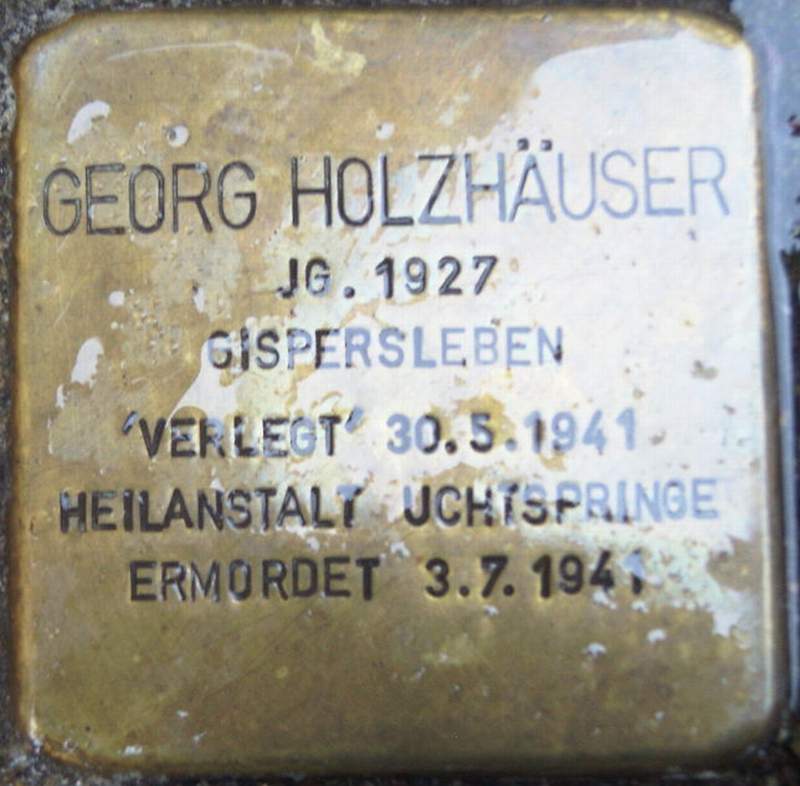 GEORG HOLZHÄUSER
JG. 1927
GISPERSLEBEN
'VERLEGT' 30.5.1941
HEILANSTALT UCHTSPRINGE
ERMORDET 3.7.1941